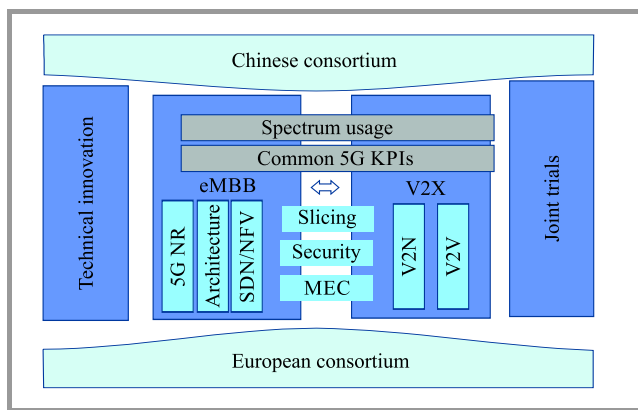 Chinese consortium
Technical innovation
Spectrum usage
Common 5G KPIs
eMBB
V2X
5G NR
Architecture
SDN/NFV
Slicing
Security
MEC
V2N
V2V
Joint trials
European consortium